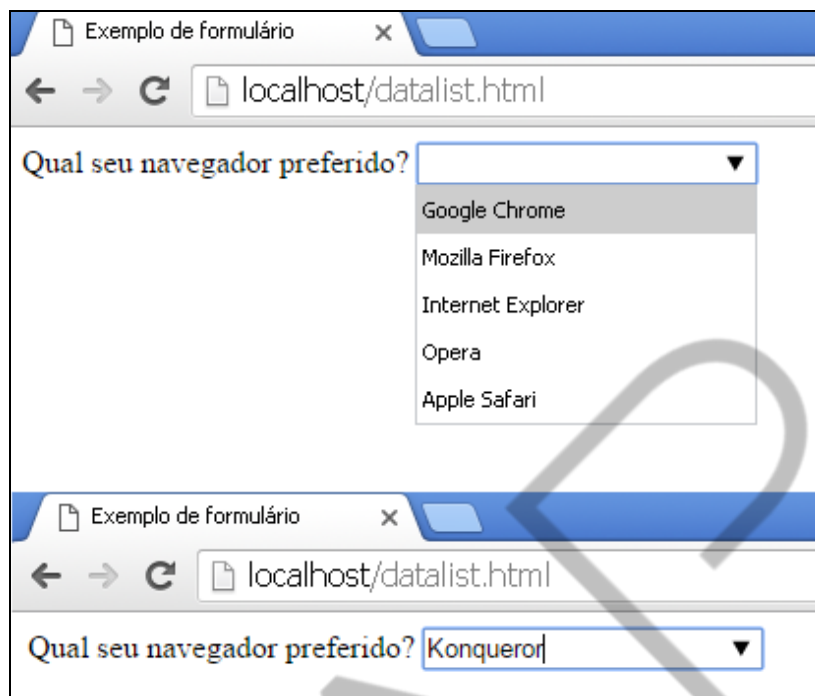 Exemplo de formulário
localhost/datalist.html
Qual seu navegador preferido?
Google Chrome
Mozilla Firefox
Internet Explorer
Opera
Apple Safari
Exemplo de formulário
localhost/datalist.html
Qual seu navegador preferido? Konqueror